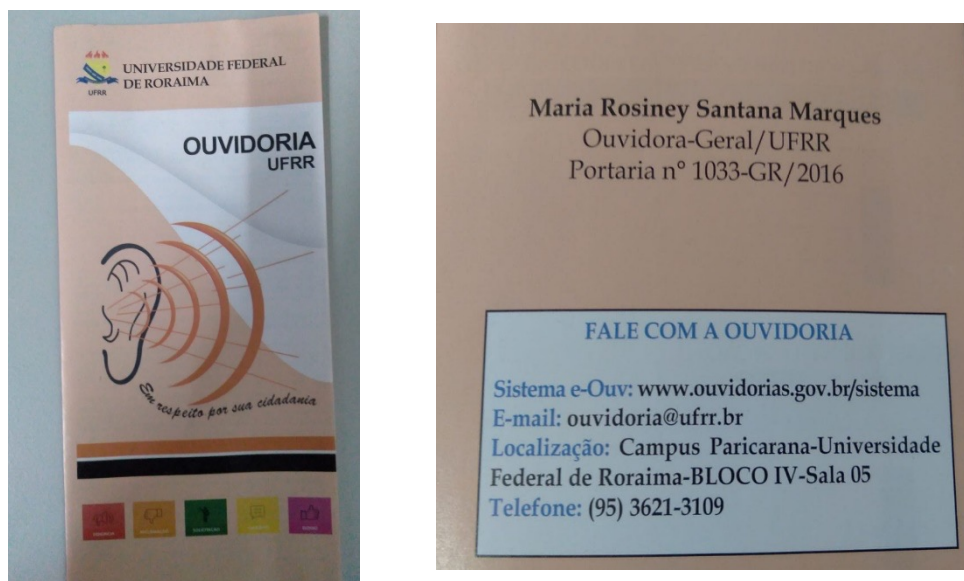 UNIVERSIDADE FEDERAL
DE RORAIMA
UFRR
OUVIDORIA
UFRR
Em respeito por sua cidadania
Maria Rosiney Santana Marques
Ouvidora-Geral/UFRR
Portaria nº 1033-GR/2016
FALE COM A OUVIDORIA
Sistema e-Ouv: www.ouvidorias.gov.br/sistema
E-mail: ouvidoria@ufrr.br
Localização: Campus Paricarana-Universidade
Federal de Roraima-BLOCO IV-Sala 05
Telefone: (95) 3621-3109